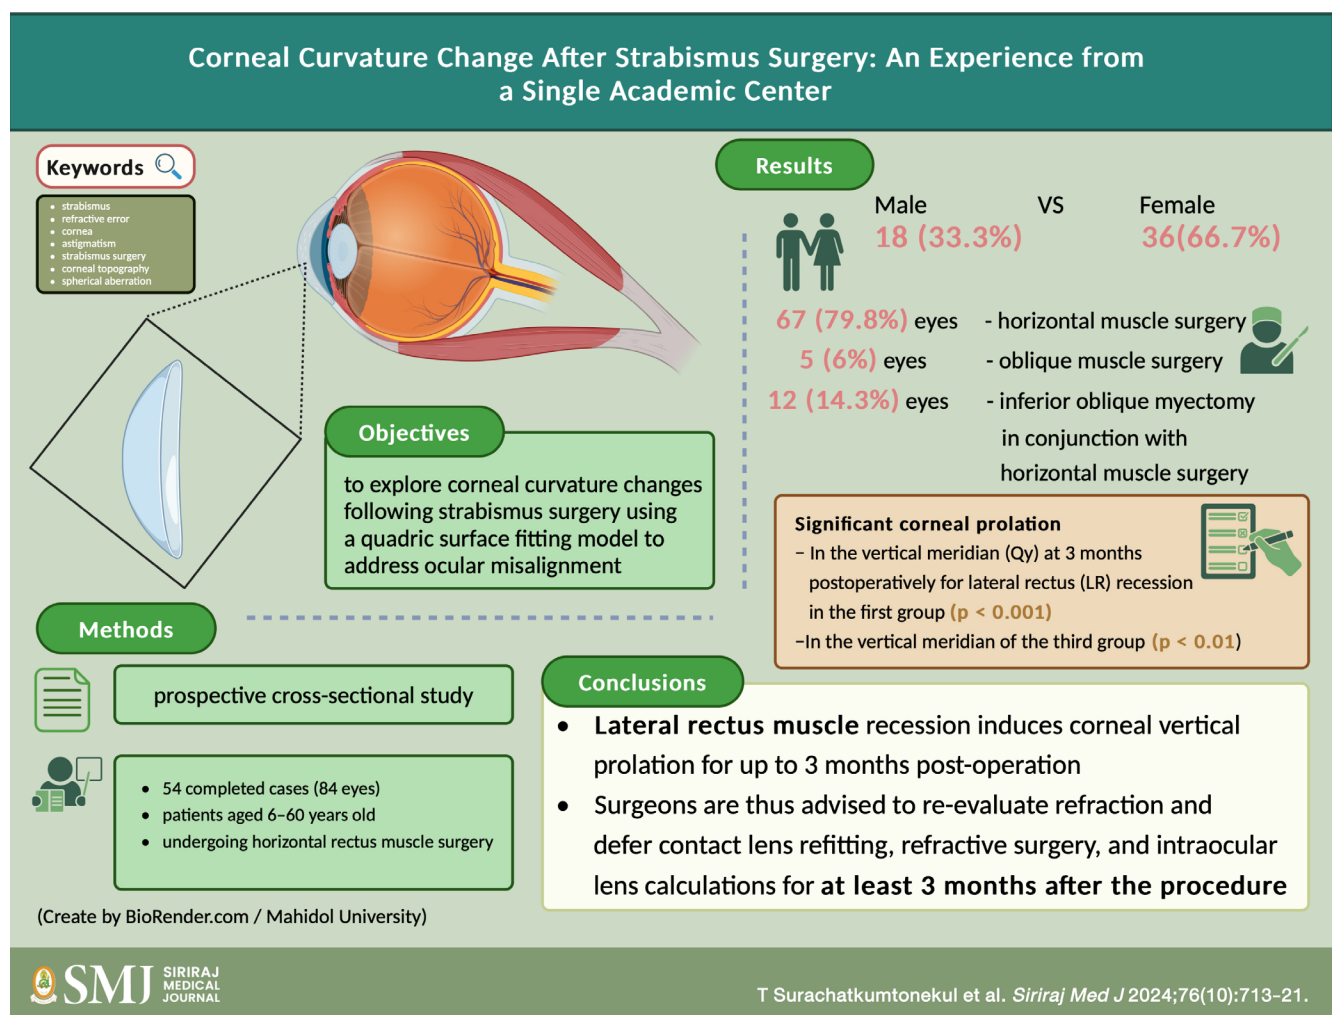 Corneal Curvature Change After Strabismus Surgery: An Experience from
a Single Academic Center
Keywords
• strabismus
• refractive error
• cornea
• astigmatism
• strabismus surgery
• corneal topography
• spherical aberration
Objectives
to explore corneal curvature changes
following strabismus surgery using
a quadric surface fitting model to
address ocular misalignment
Methods
prospective cross-sectional study
• 54 completed cases (84 eyes)
• patients aged 6–60 years old
• undergoing horizontal rectus muscle surgery
(Create by BioRender.com / Mahidol University)
Results
Male VS Female
18 (33.3%) 36(66.7%)
67 (79.8%) eyes - horizontal muscle surgery
5 (6%) eyes - oblique muscle surgery
12 (14.3%) eyes - inferior oblique myectomy
in conjunction with
horizontal muscle surgery
Significant corneal prolation
– In the vertical meridian (Qy) at 3 months
postoperatively for lateral rectus (LR) recession
in the first group (p < 0.001)
–In the vertical meridian of the third group (p < 0.01)
Conclusions
• Lateral rectus muscle recession induces corneal vertical
prolation for up to 3 months post-operation
• Surgeons are thus advised to re-evaluate refraction and
defer contact lens refitting, refractive surgery, and intraocular
lens calculations for at least 3 months after the procedure
SMJ
SIRIRAJ
MEDICAL
JOURNAL
T Surachatkumtonekul et al. Siriraj Med J 2024;76(10):713-21.